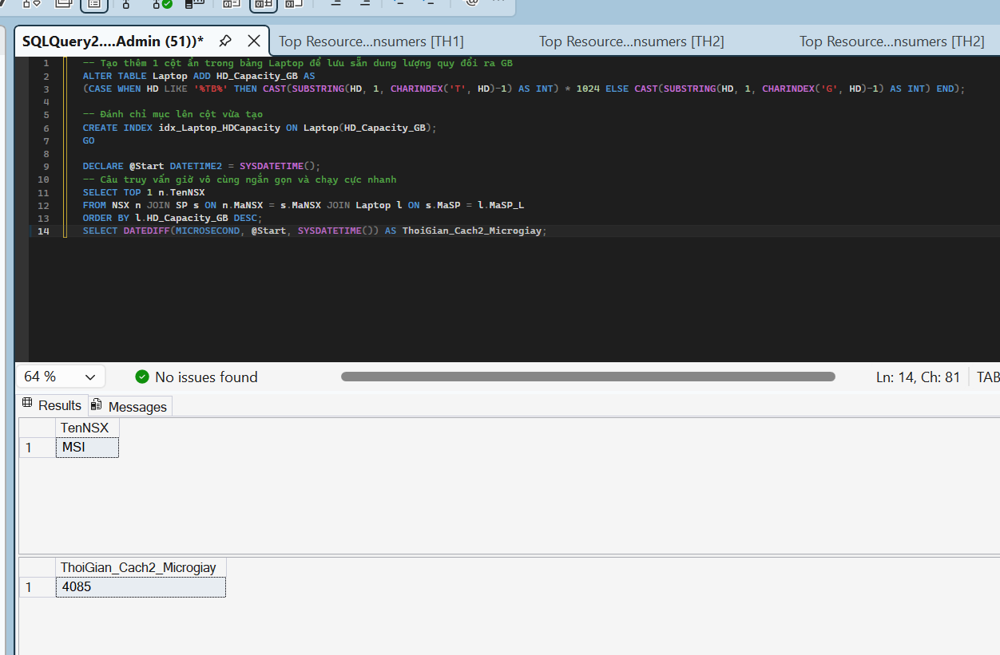 SQLQuery2....Admin (51))*
Top Resource...nsumers [TH1]
Top Resource...nsumers [TH2]
Top Resource...nsumers [TH2]
1 -- Tạo thêm 1 cột ẩn trong bảng Laptop để lưu sẵn dung lượng quy đổi ra GB
2 ALTER TABLE Laptop ADD HD_Capacity_GB AS
3 (CASE WHEN HD LIKE '%TB%' THEN CAST(SUBSTRING(HD, 1, CHARINDEX('T', HD)-1) AS INT) * 1024 ELSE CAST(SUBSTRING(HD, 1, CHARINDEX('G', HD)-1) AS INT) END);
4
5 -- Đánh chỉ mục lên cột vừa tạo
6 CREATE INDEX idx_Laptop_HDCapacity ON Laptop(HD_Capacity_GB);
7 GO
8
9 DECLARE @Start DATETIME2 = SYSDATETIME();
10 -- Câu truy vấn giờ vô cùng ngắn gọn và chạy cực nhanh
11 SELECT TOP 1 n.TenNSX
12 FROM NSX n JOIN SP s ON n.MaNSX = s.MaNSX JOIN Laptop l ON s.MaSP = l.MaSP_L
13 ORDER BY l.HD_Capacity_GB DESC;
14 SELECT DATEDIFF(MICROSECOND, @Start, SYSDATETIME()) AS ThoiGian_Cach2_Microgiay;
64 %
No issues found
Ln: 14, Ch: 81
TAB
Results
Messages
TenNSX
1 MSI
ThoiGian_Cach2_Microgiay
1 4085